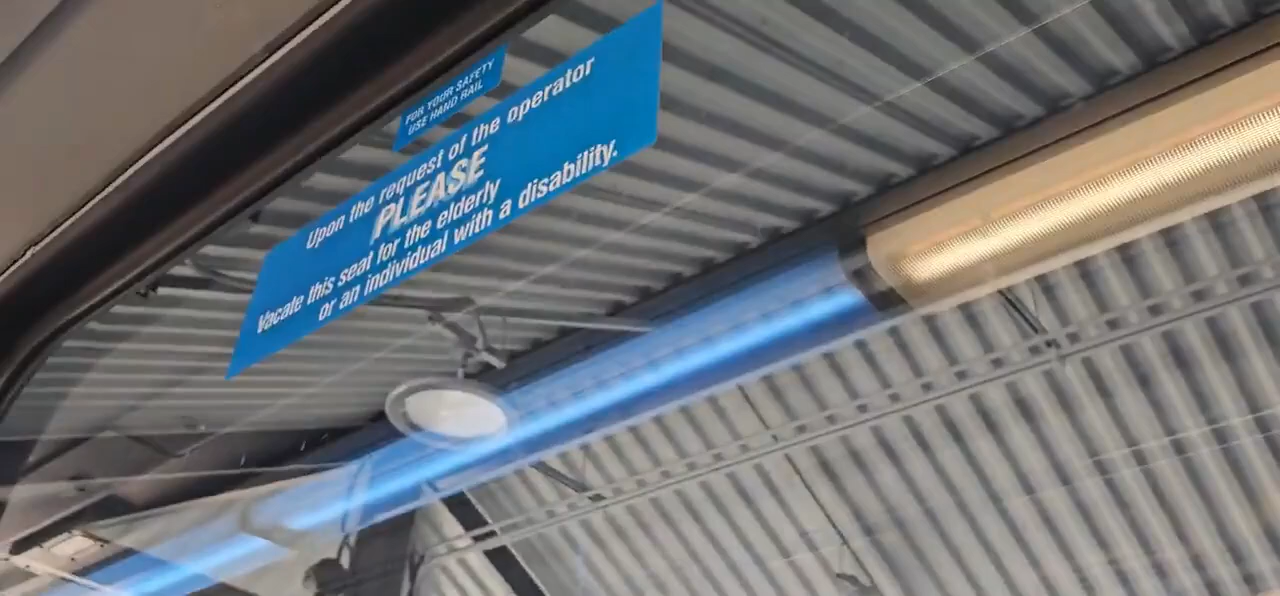 FOR YOUR SAFETY
USE HAND RAIL
Upon the request of the operator
PLEASE
Vacate this seat for the elderly
or an individual with a disability.